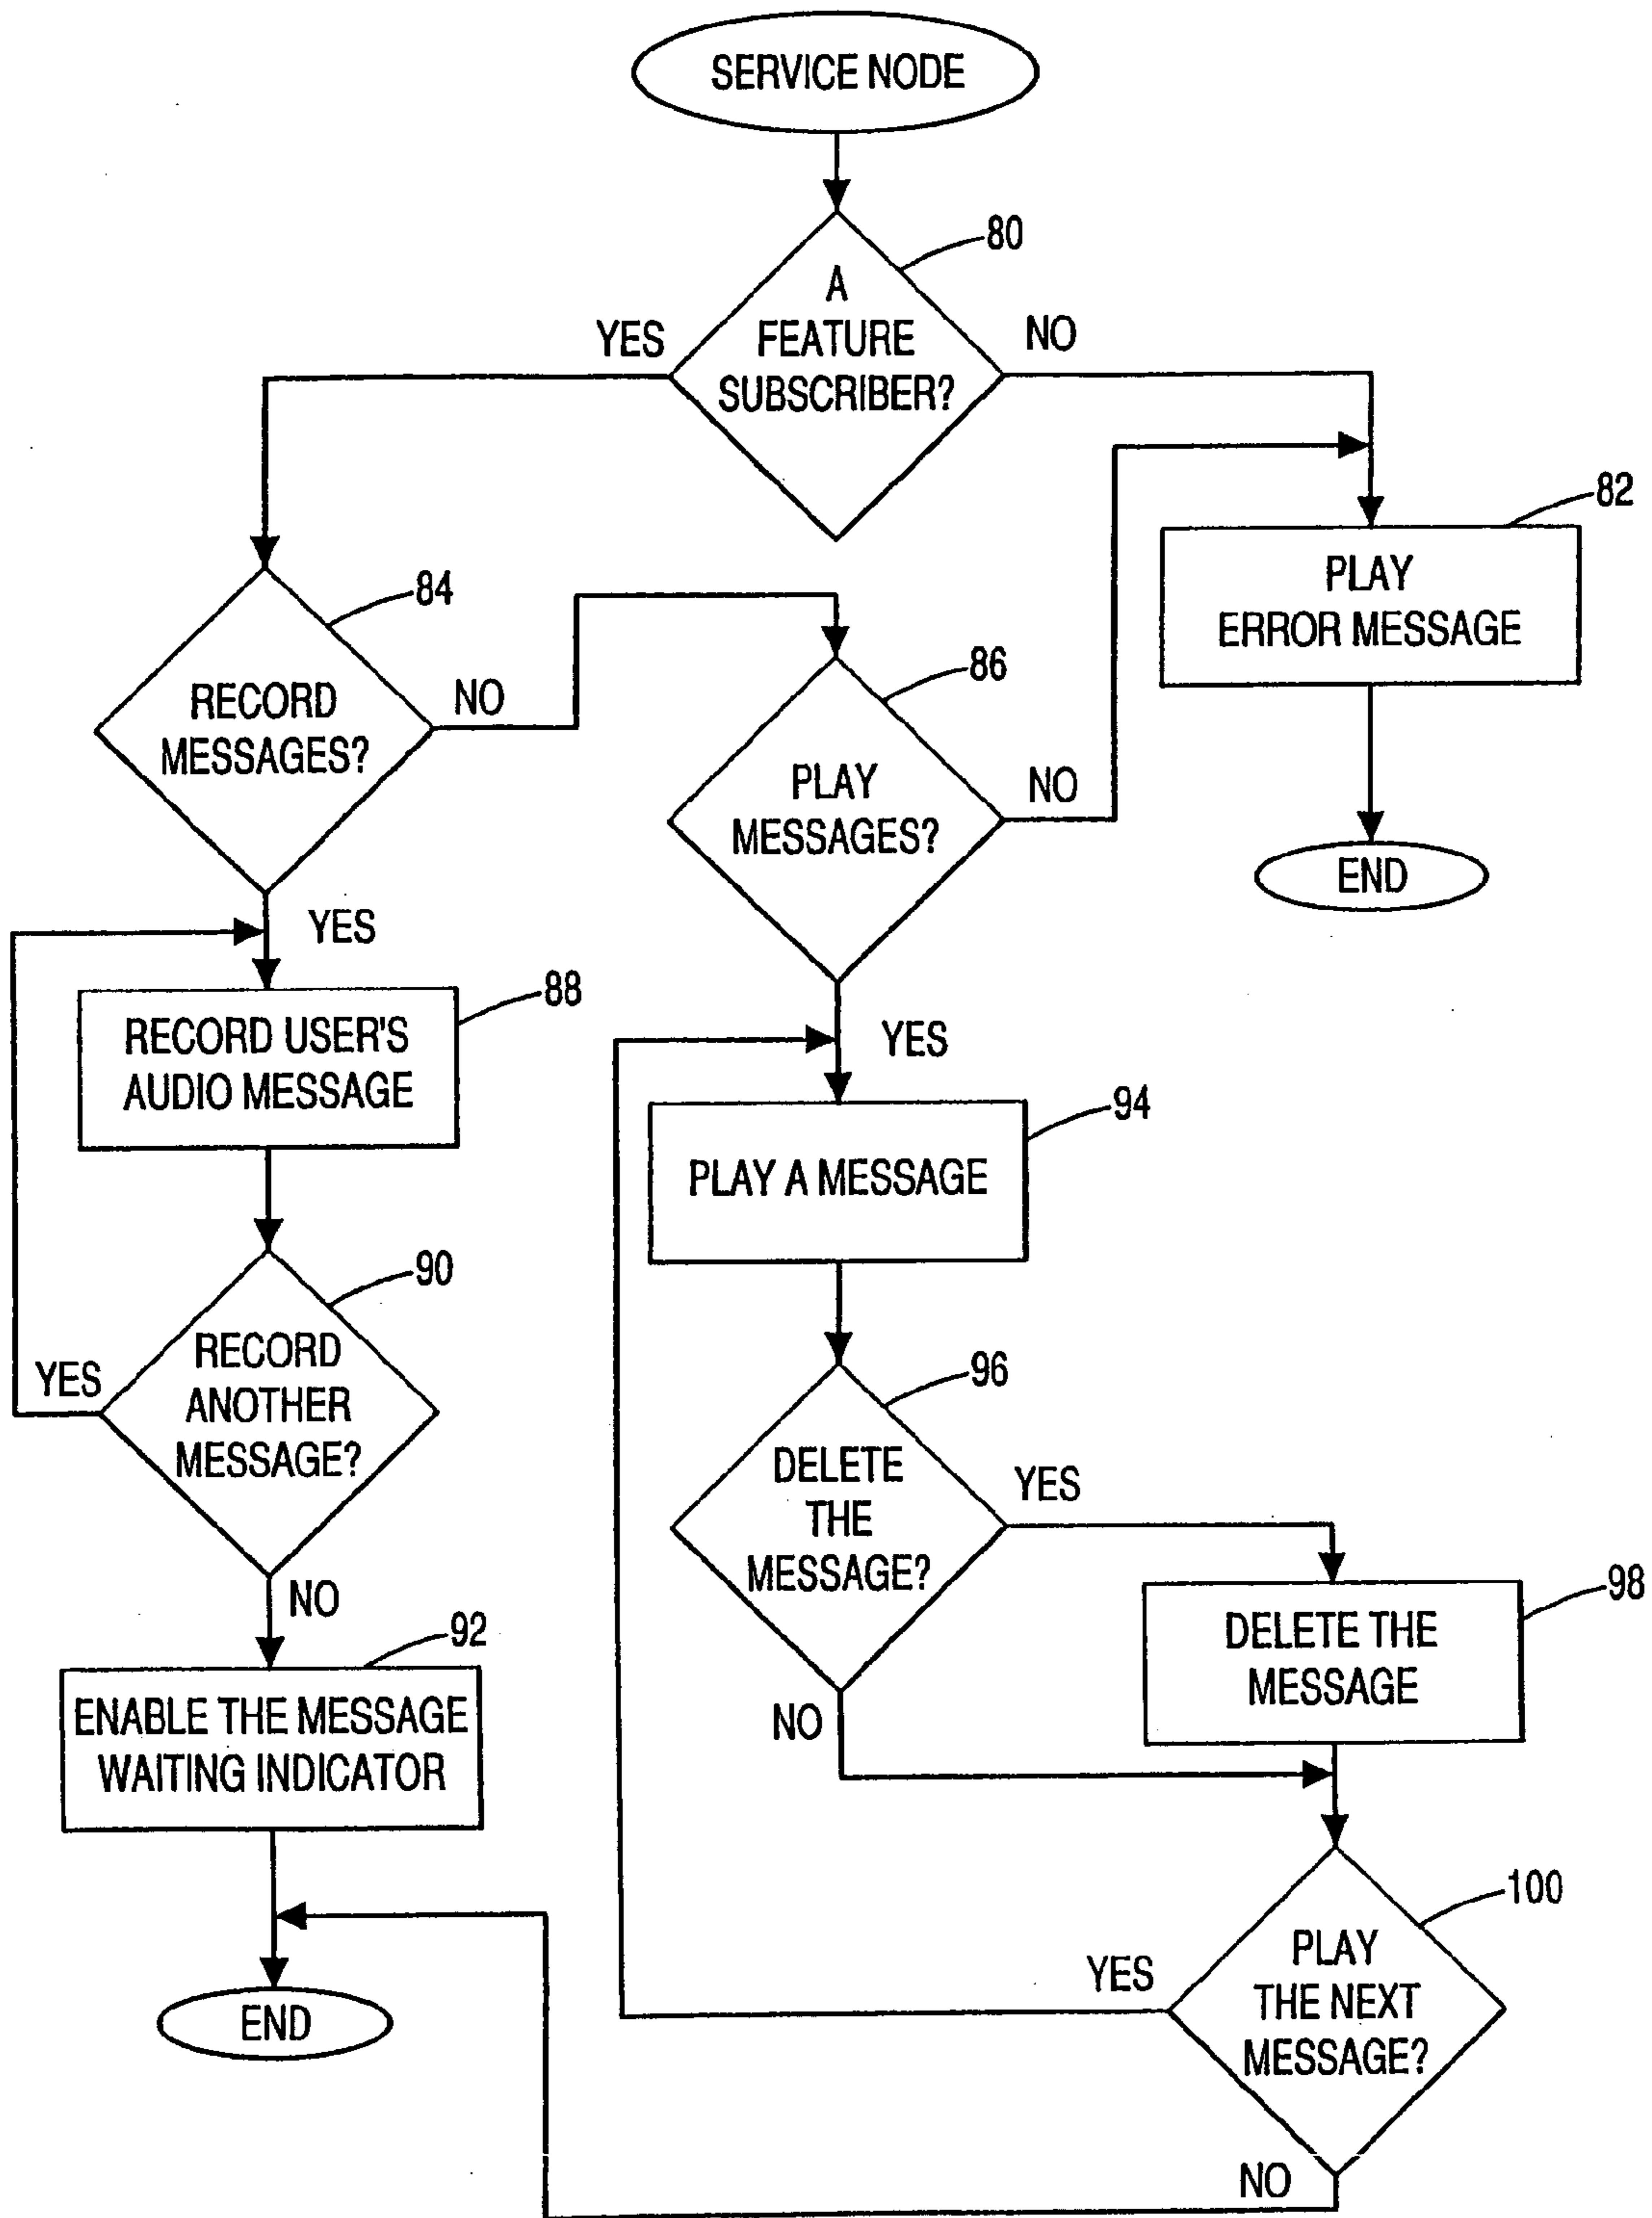 SERVICE NODE
80
A
FEATURE
SUBSCRIBER?
YES
NO
82
PLAY
ERROR MESSAGE
END
84
RECORD
MESSAGES?
NO
YES
86
PLAY
MESSAGES?
NO
YES
88
RECORD USER'S
AUDIO MESSAGE
90
RECORD
ANOTHER
MESSAGE?
YES
NO
92
ENABLE THE MESSAGE
WAITING INDICATOR
END
94
PLAY A MESSAGE
96
DELETE
THE
MESSAGE?
YES
NO
98
DELETE THE
MESSAGE
100
PLAY
THE NEXT
MESSAGE?
YES
NO